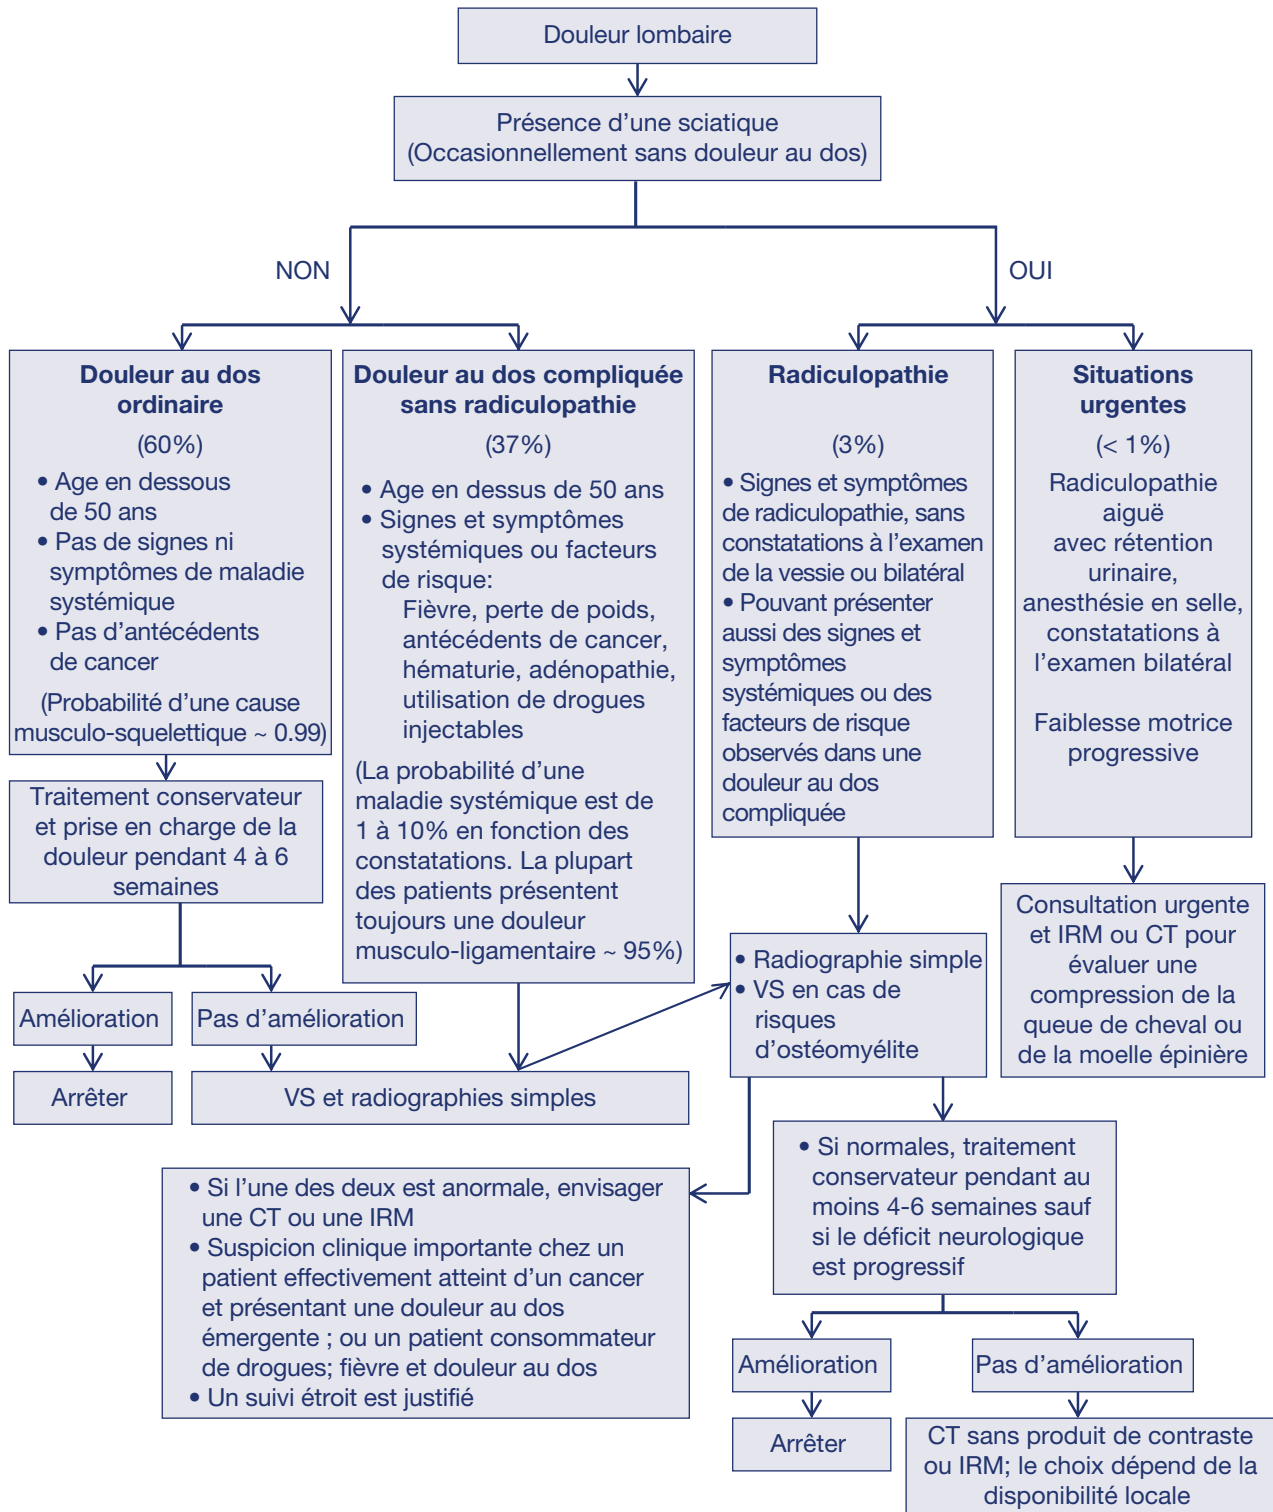 Douleur lombaire
Présence d’une sciatique
(Occasionnellement sans douleur au dos)
NON
OUI
Douleur au dos
ordinaire
(60%)
• Age en dessous
de 50 ans
• Pas de signes ni
symptômes de maladie
systémique
• Pas d’antécédents
de cancer
(Probabilité d’une cause
musculo-squelettique ~ 0.99)
Douleur au dos compliquée
sans radiculopathie
(37%)
• Age en dessus de 50 ans
• Signes et symptômes
systémiques ou facteurs
de risque:
Fièvre, perte de poids,
antécédents de cancer,
hématurie, adénopathie,
utilisation de drogues
injectables
(La probabilité d’une
maladie systémique est de
1 à 10% en fonction des
constatations. La plupart
des patients présentent
toujours une douleur
musculo-ligamentaire ~ 95%)
Radiculopathie
(3%)
• Signes et symptômes
de radiculopathie, sans
constatations à l’examen
de la vessie ou bilatéral
• Pouvant présenter
aussi des signes et
symptômes
systémiques ou des
facteurs de risque
observés dans une
douleur au dos
compliquée
Situations
urgentes
(< 1%)
Radiculopathie
aiguë
avec rétention
urinaire,
anesthésie en selle,
constatations à
l’examen bilatéral
Faiblesse motrice
progressive
Traitement conservateur
et prise en charge de la
douleur pendant 4 à 6
semaines
Amélioration
Pas d’amélioration
Arrêter
VS et radiographies simples
• Radiographie simple
• VS en cas de
risques
d’ostéomyélite
Consultation urgente
et IRM ou CT pour
évaluer une
compression de la
queue de cheval ou
de la moelle épinière
• Si l’une des deux est anormale, envisager
une CT ou une IRM
• Suspicion clinique importante chez un
patient effectivement atteint d’un cancer
et présentant une douleur au dos
émergente ; ou un patient consommateur
de drogues; fièvre et douleur au dos
• Un suivi étroit est justifié
• Si normales, traitement
conservateur pendant au
moins 4-6 semaines sauf
si le déficit neurologique
est progressif
Amélioration
Pas d’amélioration
Arrêter
CT sans produit de contraste
ou IRM; le choix dépend de la
disponibilité locale